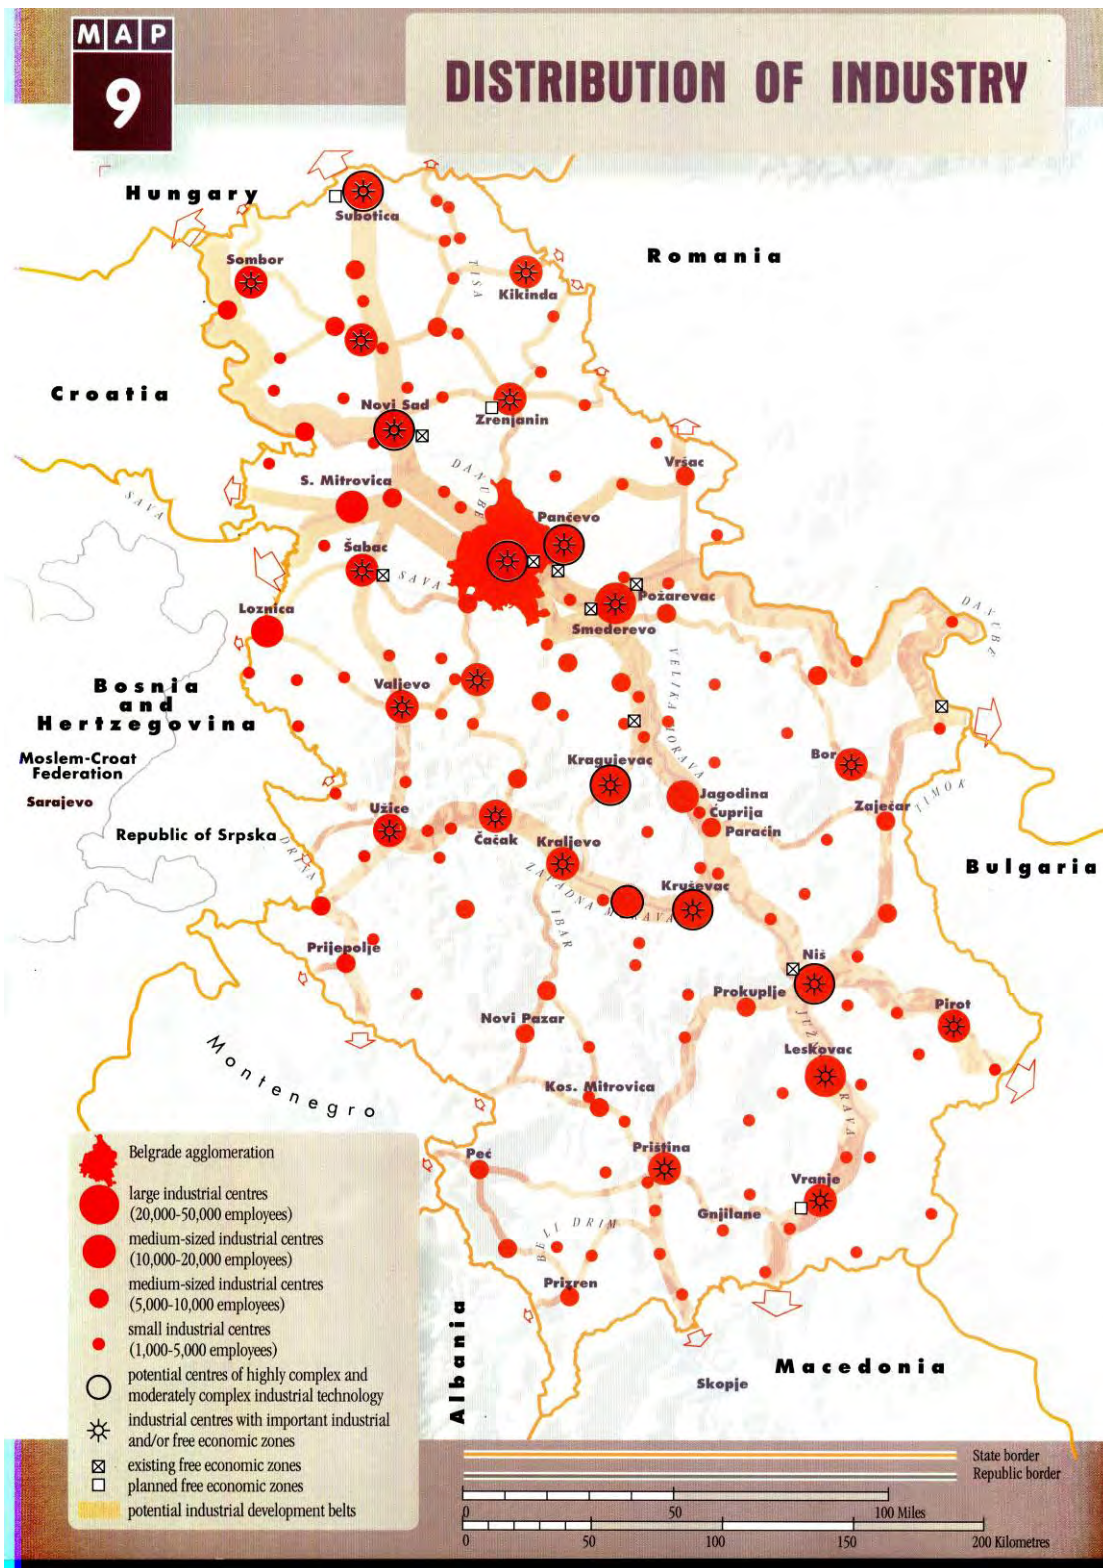 MAP
9
DISTRIBUTION OF INDUSTRY
Hungary
Subotica
Romania
Sombor
TISA
Kikinda
Croatia
Novi Sad
Zrenjanin
Vršac
DANUBE
S. Mitrovica
SAVA
Pančevo
Šabac
SAVA
Požarevac
Smederevo
Loznica
DANUBE
VELIKA MORAVA
Bosnia
and
Hertzegovina
Valjevo
Moslem-Croat
Federation
Sarajevo
Kragujevac
Bor
Jagodina
Ćuprija
Paraćin
TIMOK
Zaječar
Užice
Republic of Srpska
DRINA
Čačak
Kraljevo
ZAPADNA MORAVA
Kruševac
IBAR
Bulgaria
Prijepolje
Niš
Prokuplje
Pirot
Novi Pazar
JUŽNA MORAVA
Leskovac
Montenegro
Kos. Mitrovica
Peć
Priština
Vranje
Gnjilane
BELI DRIM
Prizren
Albania
Macedonia
Skopje
Belgrade agglomeration
large industrial centres
(20,000-50,000 employees)
medium-sized industrial centres
(10,000-20,000 employees)
medium-sized industrial centres
(5,000-10,000 employees)
small industrial centres
(1,000-5,000 employees)
potential centres of highly complex and
moderately complex industrial technology
industrial centres with important industrial
and/or free economic zones
existing free economic zones
planned free economic zones
potential industrial development belts
State border
Republic border
0 50 100 Miles
0 50 100 150 200 Kilometres